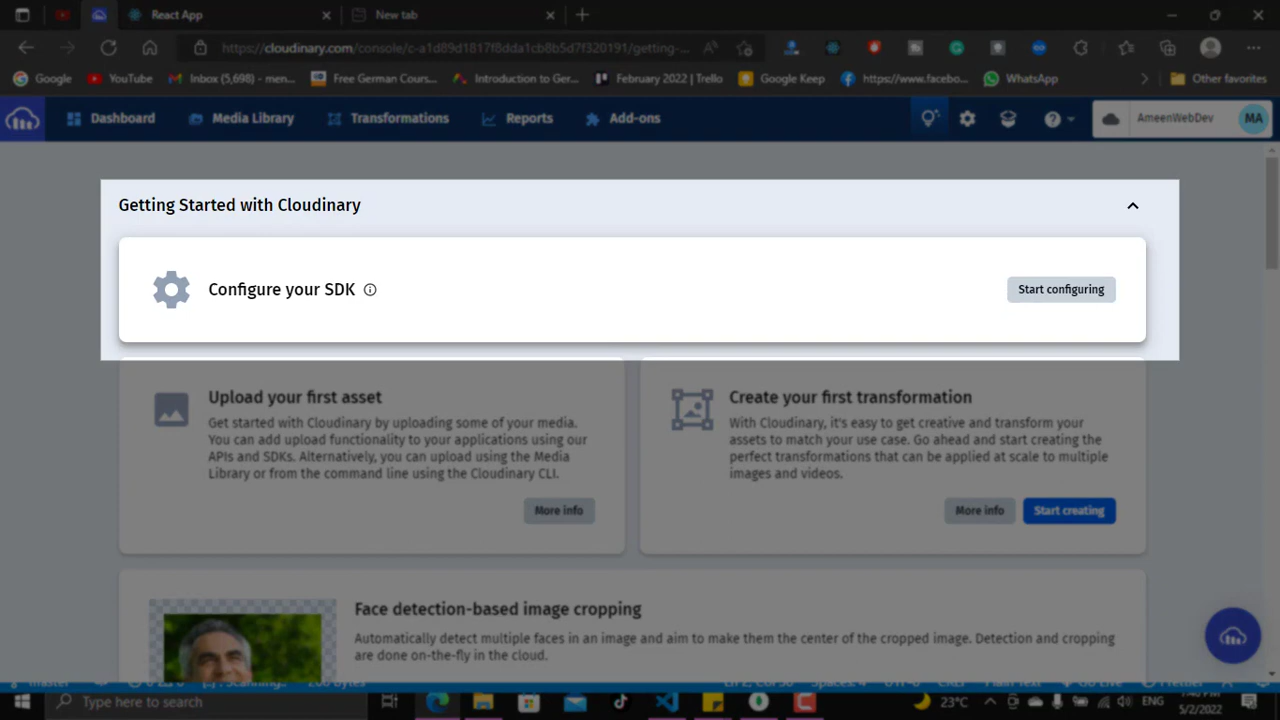 React App
New tab
https://cloudinary.com/console/c-a1d89d1817f8dda1cb8b5d7f320191/getting-...
Google
YouTube
Inbox (5,698) - men...
Free German Cours...
Introduction to Ger...
February 2022 | Trello
Google Keep
https://www.facebo...
WhatsApp
Other favorites
Dashboard
Media Library
Transformations
Reports
Add-ons
AmeenWebDev
MA
Getting Started with Cloudinary
Configure your SDK
Start configuring
Upload your first asset
Get started with Cloudinary by uploading some of your media.
You can add upload functionality to your applications using our
APIs and SDKs. Alternatively, you can upload using the Media
Library or from the command line using the Cloudinary CLI.
More info
Create your first transformation
With Cloudinary, it's easy to get creative and transform your
assets to match your use case. Go ahead and start creating the
perfect transformations that can be applied at scale to multiple
images and videos.
More info
Start creating
Face detection-based image cropping
Automatically detect multiple faces in an image and aim to make them the center of the cropped image. Detection and cropping
are done on-the-fly in the cloud.
Type here to search
23°C
ENG
5/2/2022